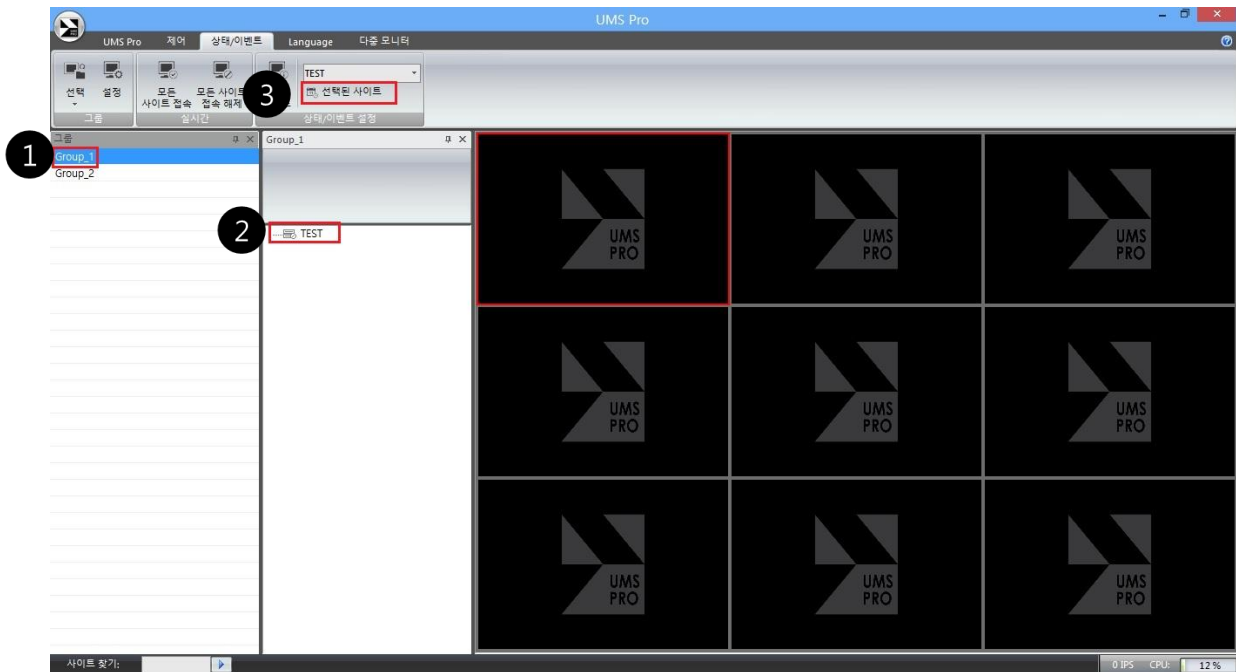 UMS Pro
UMS Pro 제어 상태/이벤트 Language 다중 모니터
TEST
선택 설정 모든 사이트 접속 모든 사이트 접속 해제
3
선택된 사이트
그룹 실시간 상태/이벤트 설정
그룹 Group_1
1
Group_1
Group_2
2
TEST
UMS PRO
UMS PRO
UMS PRO
UMS PRO
UMS PRO
UMS PRO
UMS PRO
UMS PRO
UMS PRO
사이트 찾기: 0 IPS CPU: 12 %